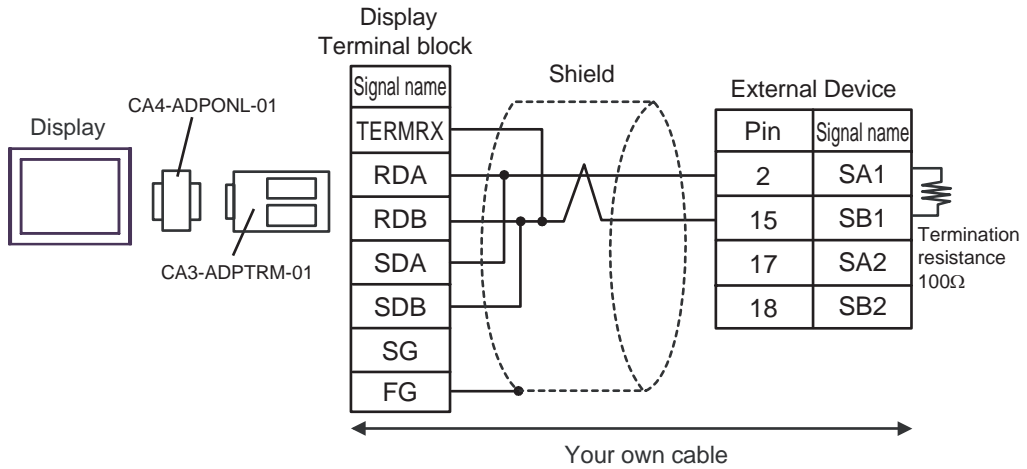 Display
Terminal block
Signal name
TERMRX
RDA
RDB
SDA
SDB
SG
FG
Shield
CA4-ADPONL-01
Display
CA3-ADPTRM-01
External Device
Pin Signal name
2 SA1
15 SB1
17 SA2
18 SB2
Termination
resistance
100Ω
Your own cable